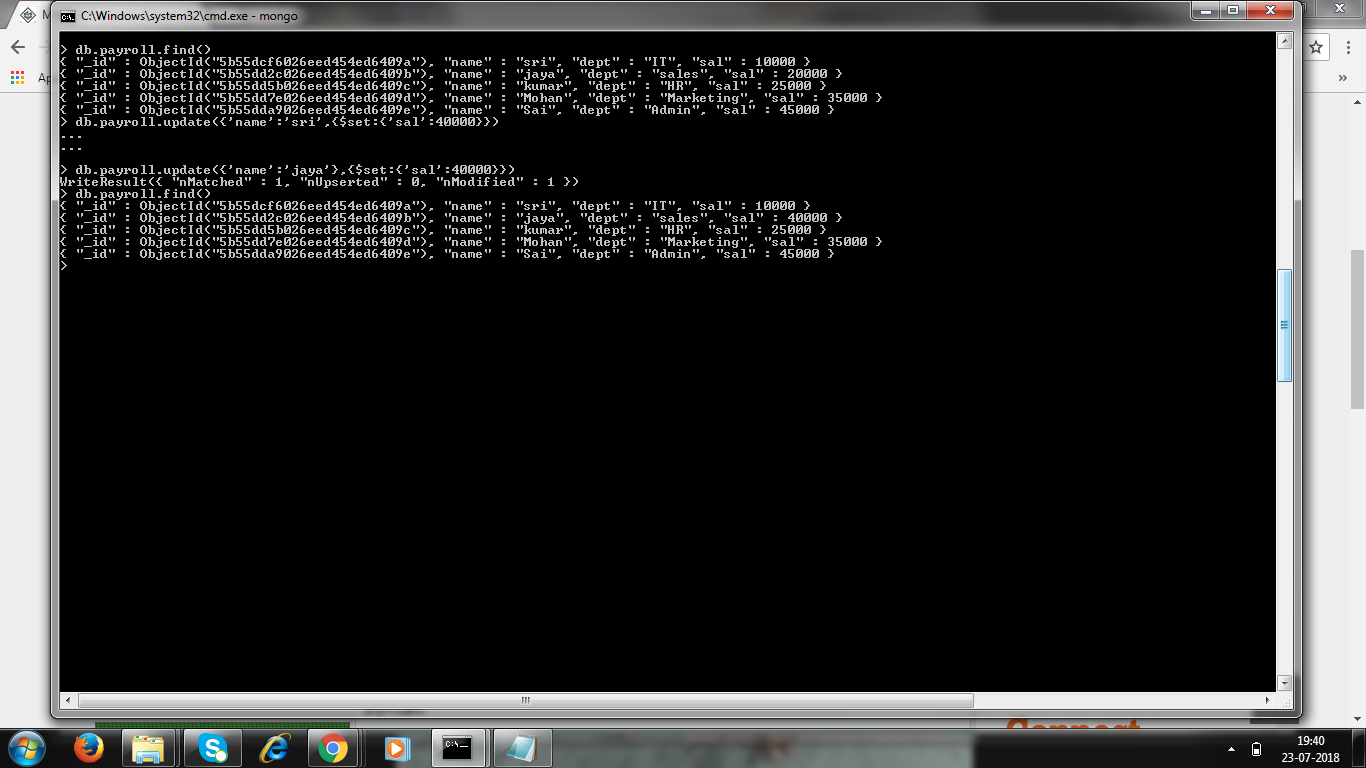 C:\Windows\system32\cmd.exe - mongo
> db.payroll.find()
{ "_id" : ObjectId("5b55dcf6026eed454ed6409a"), "name" : "sri", "dept" : "IT", "sal" : 10000 }
{ "_id" : ObjectId("5b55dd2c026eed454ed6409b"), "name" : "jaya", "dept" : "sales", "sal" : 20000 }
{ "_id" : ObjectId("5b55dd5b026eed454ed6409c"), "name" : "kumar", "dept" : "HR", "sal" : 25000 }
{ "_id" : ObjectId("5b55dd7e026eed454ed6409d"), "name" : "Mohan", "dept" : "Marketing", "sal" : 35000 }
{ "_id" : ObjectId("5b55dda9026eed454ed6409e"), "name" : "Sai", "dept" : "Admin", "sal" : 45000 }
> db.payroll.update({'name':'sri',{$set:{'sal':40000}})
...
...
> db.payroll.update({'name':'jaya'},{$set:{'sal':40000}})
WriteResult({ "nMatched" : 1, "nUpserted" : 0, "nModified" : 1 })
> db.payroll.find()
{ "_id" : ObjectId("5b55dcf6026eed454ed6409a"), "name" : "sri", "dept" : "IT", "sal" : 10000 }
{ "_id" : ObjectId("5b55dd2c026eed454ed6409b"), "name" : "jaya", "dept" : "sales", "sal" : 40000 }
{ "_id" : ObjectId("5b55dd5b026eed454ed6409c"), "name" : "kumar", "dept" : "HR", "sal" : 25000 }
{ "_id" : ObjectId("5b55dd7e026eed454ed6409d"), "name" : "Mohan", "dept" : "Marketing", "sal" : 35000 }
{ "_id" : ObjectId("5b55dda9026eed454ed6409e"), "name" : "Sai", "dept" : "Admin", "sal" : 45000 }
>
19:40
23-07-2018